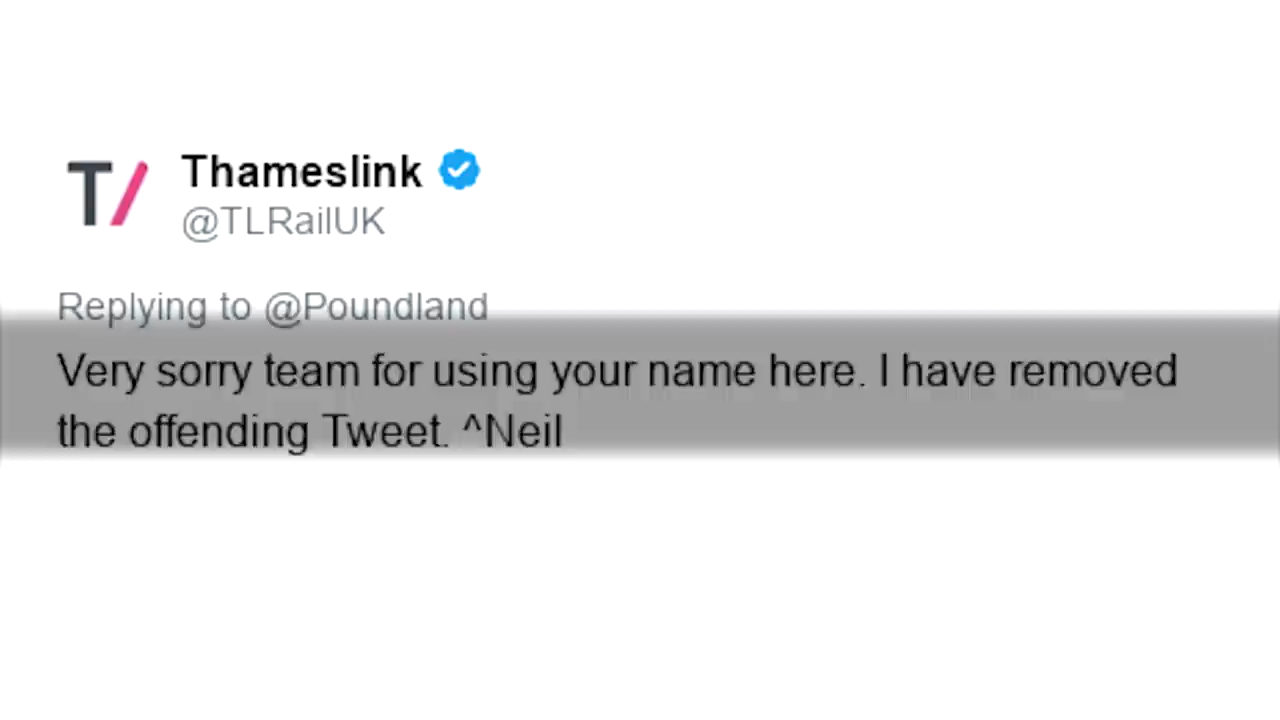 T/
Thameslink
@TLRailUK
Replying to @Poundland
Very sorry team for using your name here. I have removed
the offending Tweet. ^Neil